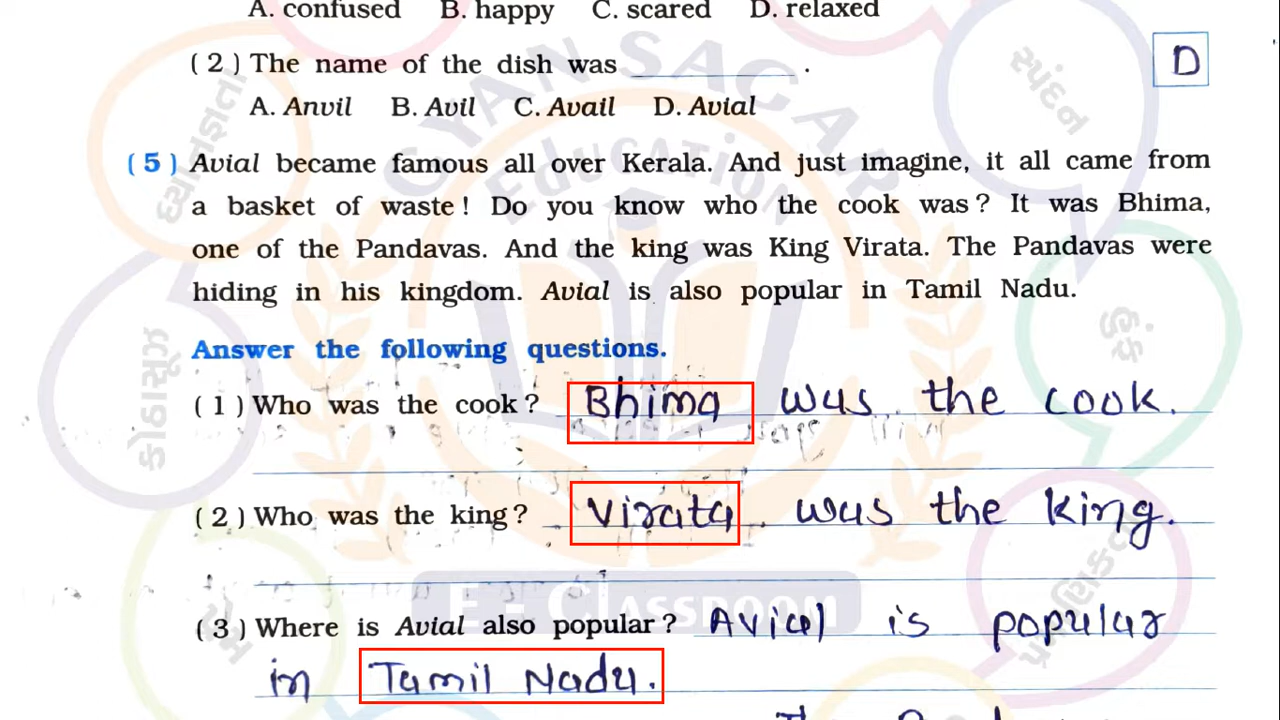 A. confused B. happy C. scared D. relaxed
(2) The name of the dish was ____________ . D
A. Anvil B. Avil C. Avail D. Avial
(5) Avial became famous all over Kerala. And just imagine, it all came from
a basket of waste! Do you know who the cook was? It was Bhima,
one of the Pandavas. And the king was King Virata. The Pandavas were
hiding in his kingdom. Avial is also popular in Tamil Nadu.
Answer the following questions.
(1) Who was the cook? Bhima was the cook.
(2) Who was the king? Virata was the king.
(3) Where is Avial also popular? Avial is popular
in Tamil Nadu.
GYAN SAGAR
Education
E - Classroom